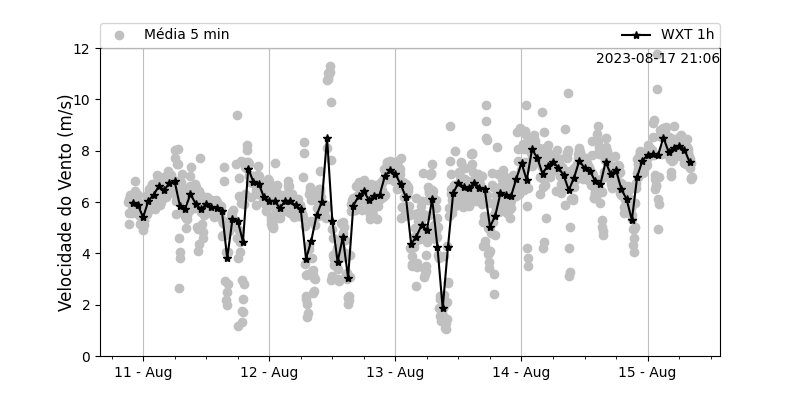 Média 5 min
WXT 1h
2023-08-17 21:06
Velocidade do Vento (m/s)
12
10
8
6
4
2
0
11 - Aug
12 - Aug
13 - Aug
14 - Aug
15 - Aug